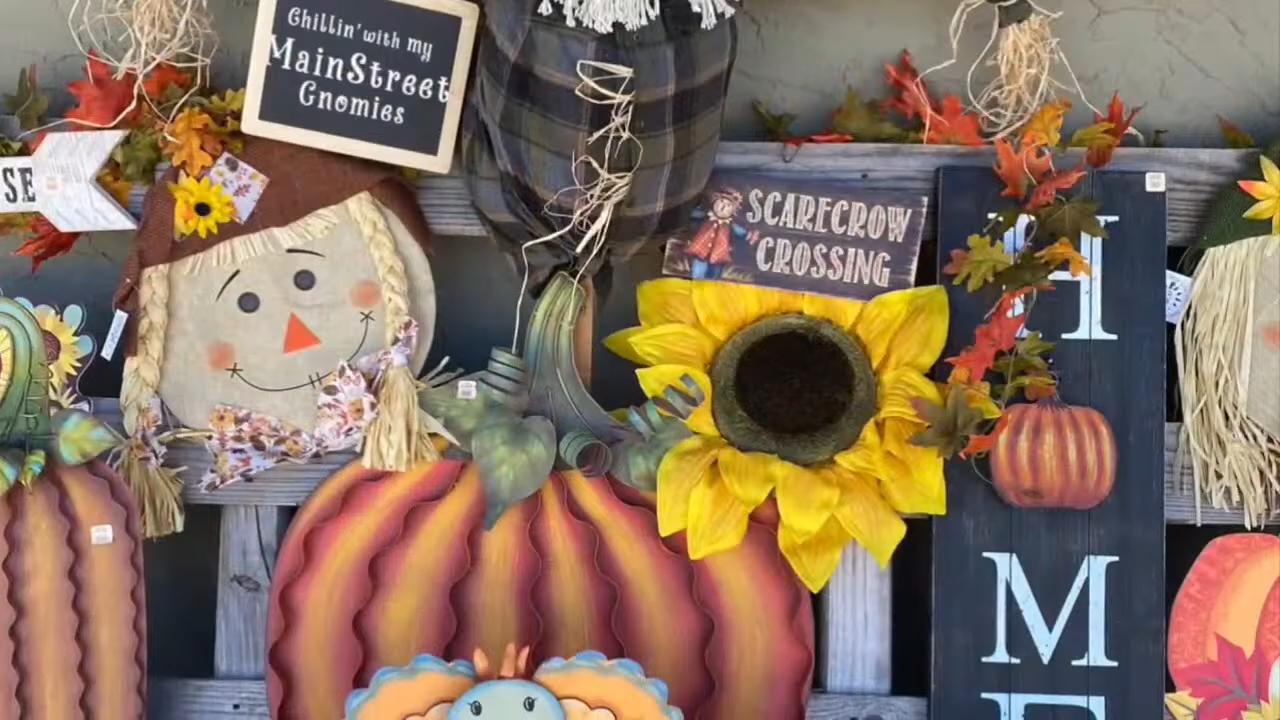 Chillin' with my
MainStreet
Gnomies
SE
SCARECROW
CROSSING
H
M
E